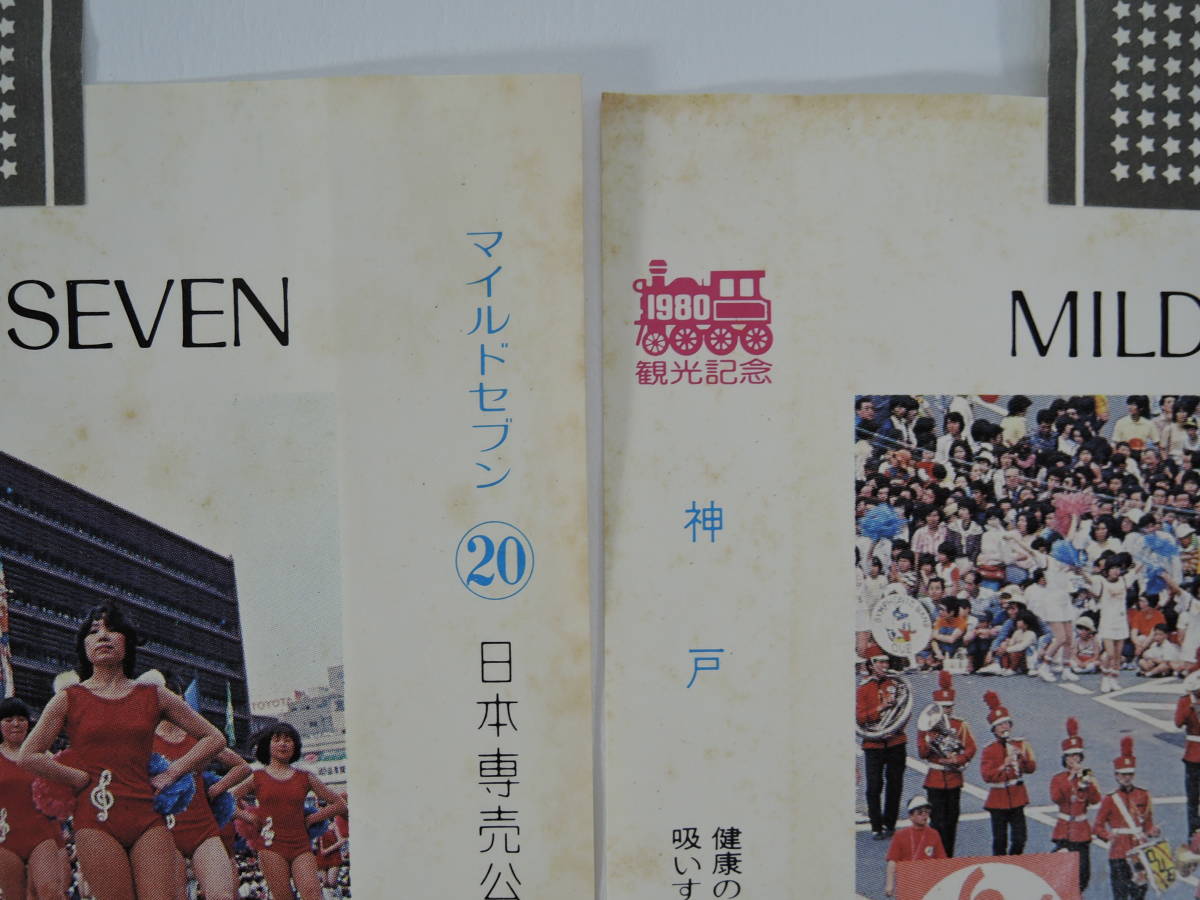 SEVEN
マイルドセブン
20
日本専売公
TOYOTA
1980
観光記念
神戸
健康の
吸いす
MILD